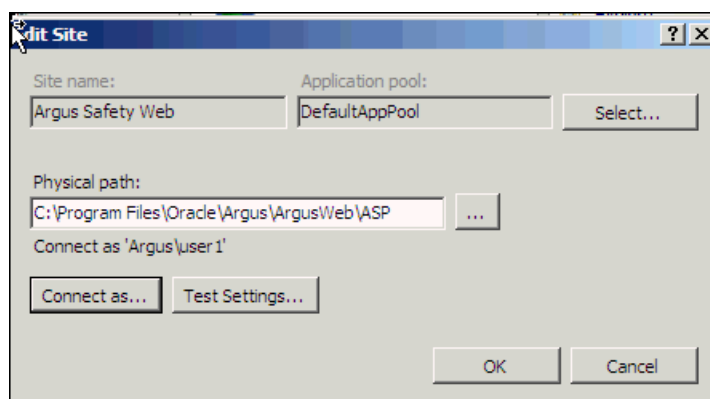 Edit Site
Site name: Application pool:
Argus Safety Web DefaultAppPool Select...
Physical path:
C:\Program Files\Oracle\Argus\ArgusWeb\ASP ...
Connect as 'Argus\user1'
Connect as... Test Settings...
OK Cancel